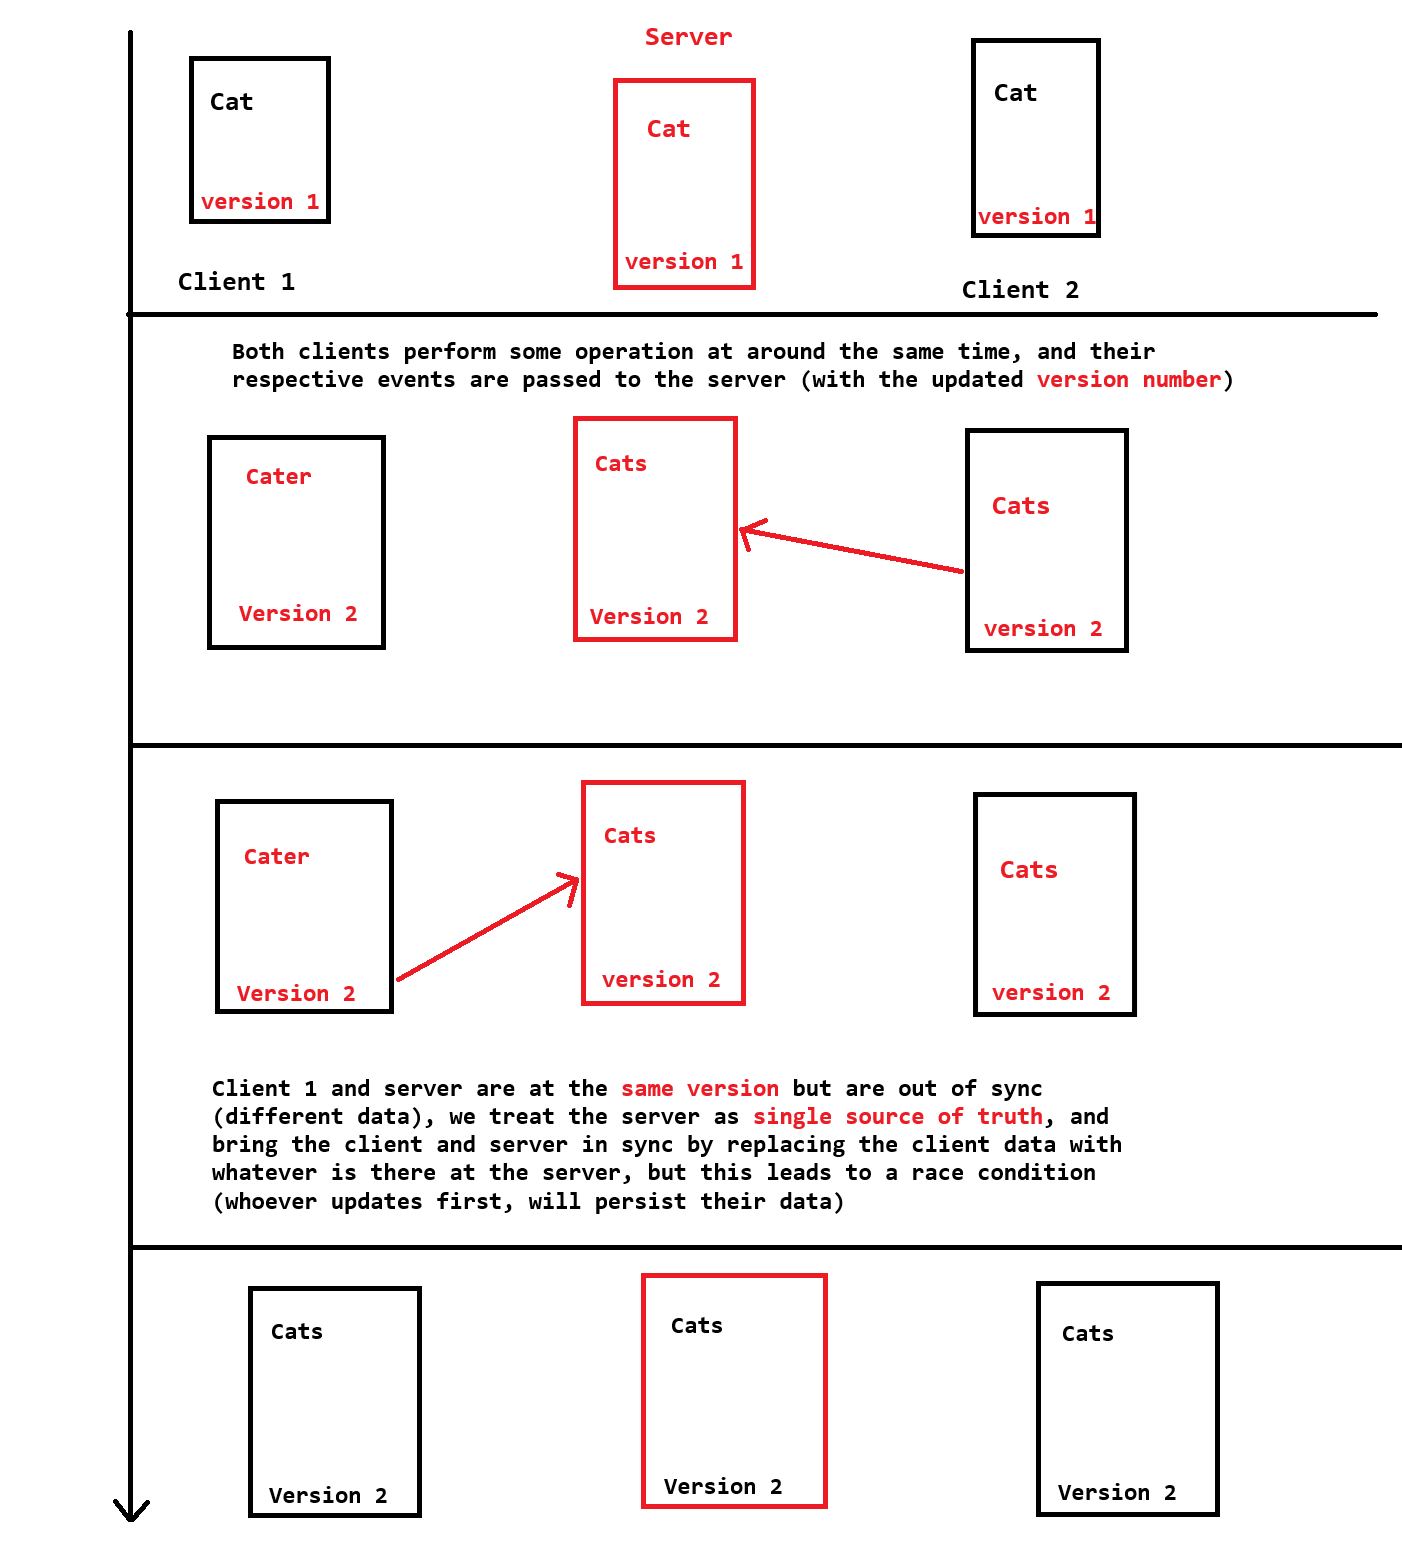 Server
Cat
Cat
Cat
version 1
version 1
version 1
Client 1
Client 2
Both clients perform some operation at around the same time, and their
respective events are passed to the server (with the updated version number)
Cater
Cats
Cats
Version 2
Version 2
version 2
Cater
Cats
Cats
Version 2
version 2
version 2
Client 1 and server are at the same version but are out of sync
(different data), we treat the server as single source of truth, and
bring the client and server in sync by replacing the client data with
whatever is there at the server, but this leads to a race condition
(whoever updates first, will persist their data)
Cats
Cats
Cats
Version 2
Version 2
Version 2